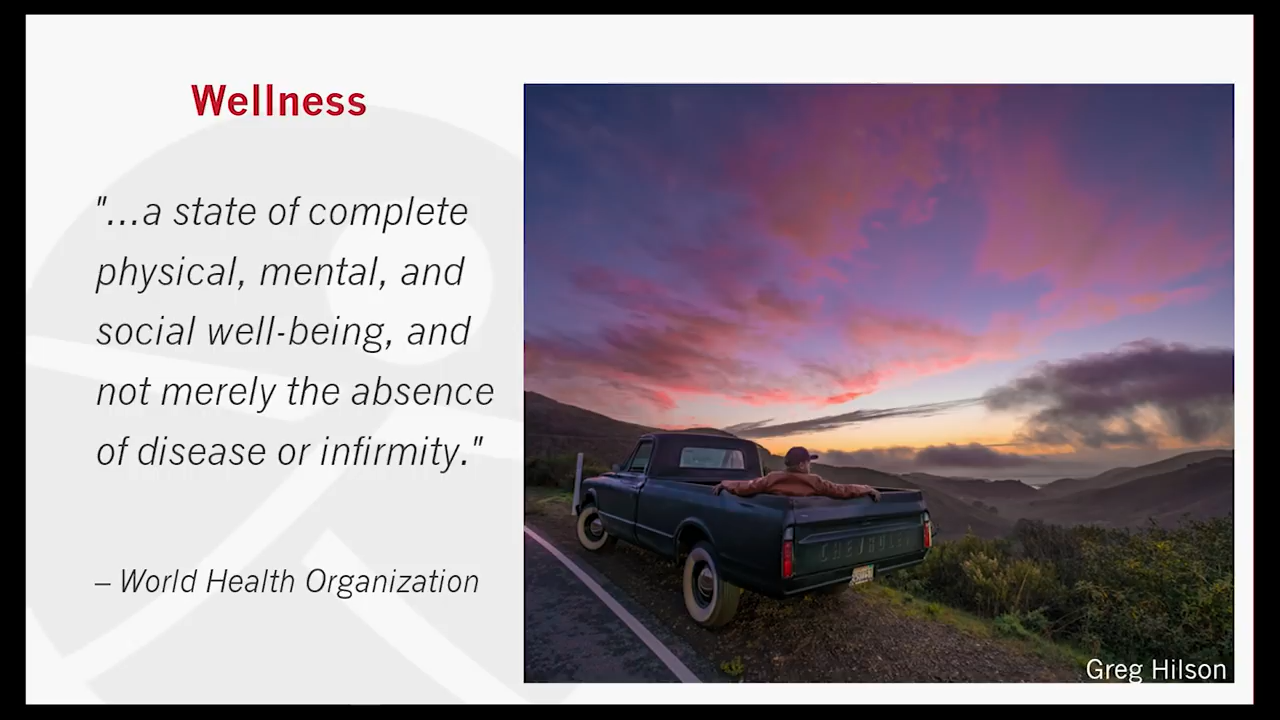 Wellness
"...a state of complete
physical, mental, and
social well-being, and
not merely the absence
of disease or infirmity."
– World Health Organization
CHEVROLET
Greg Hilson